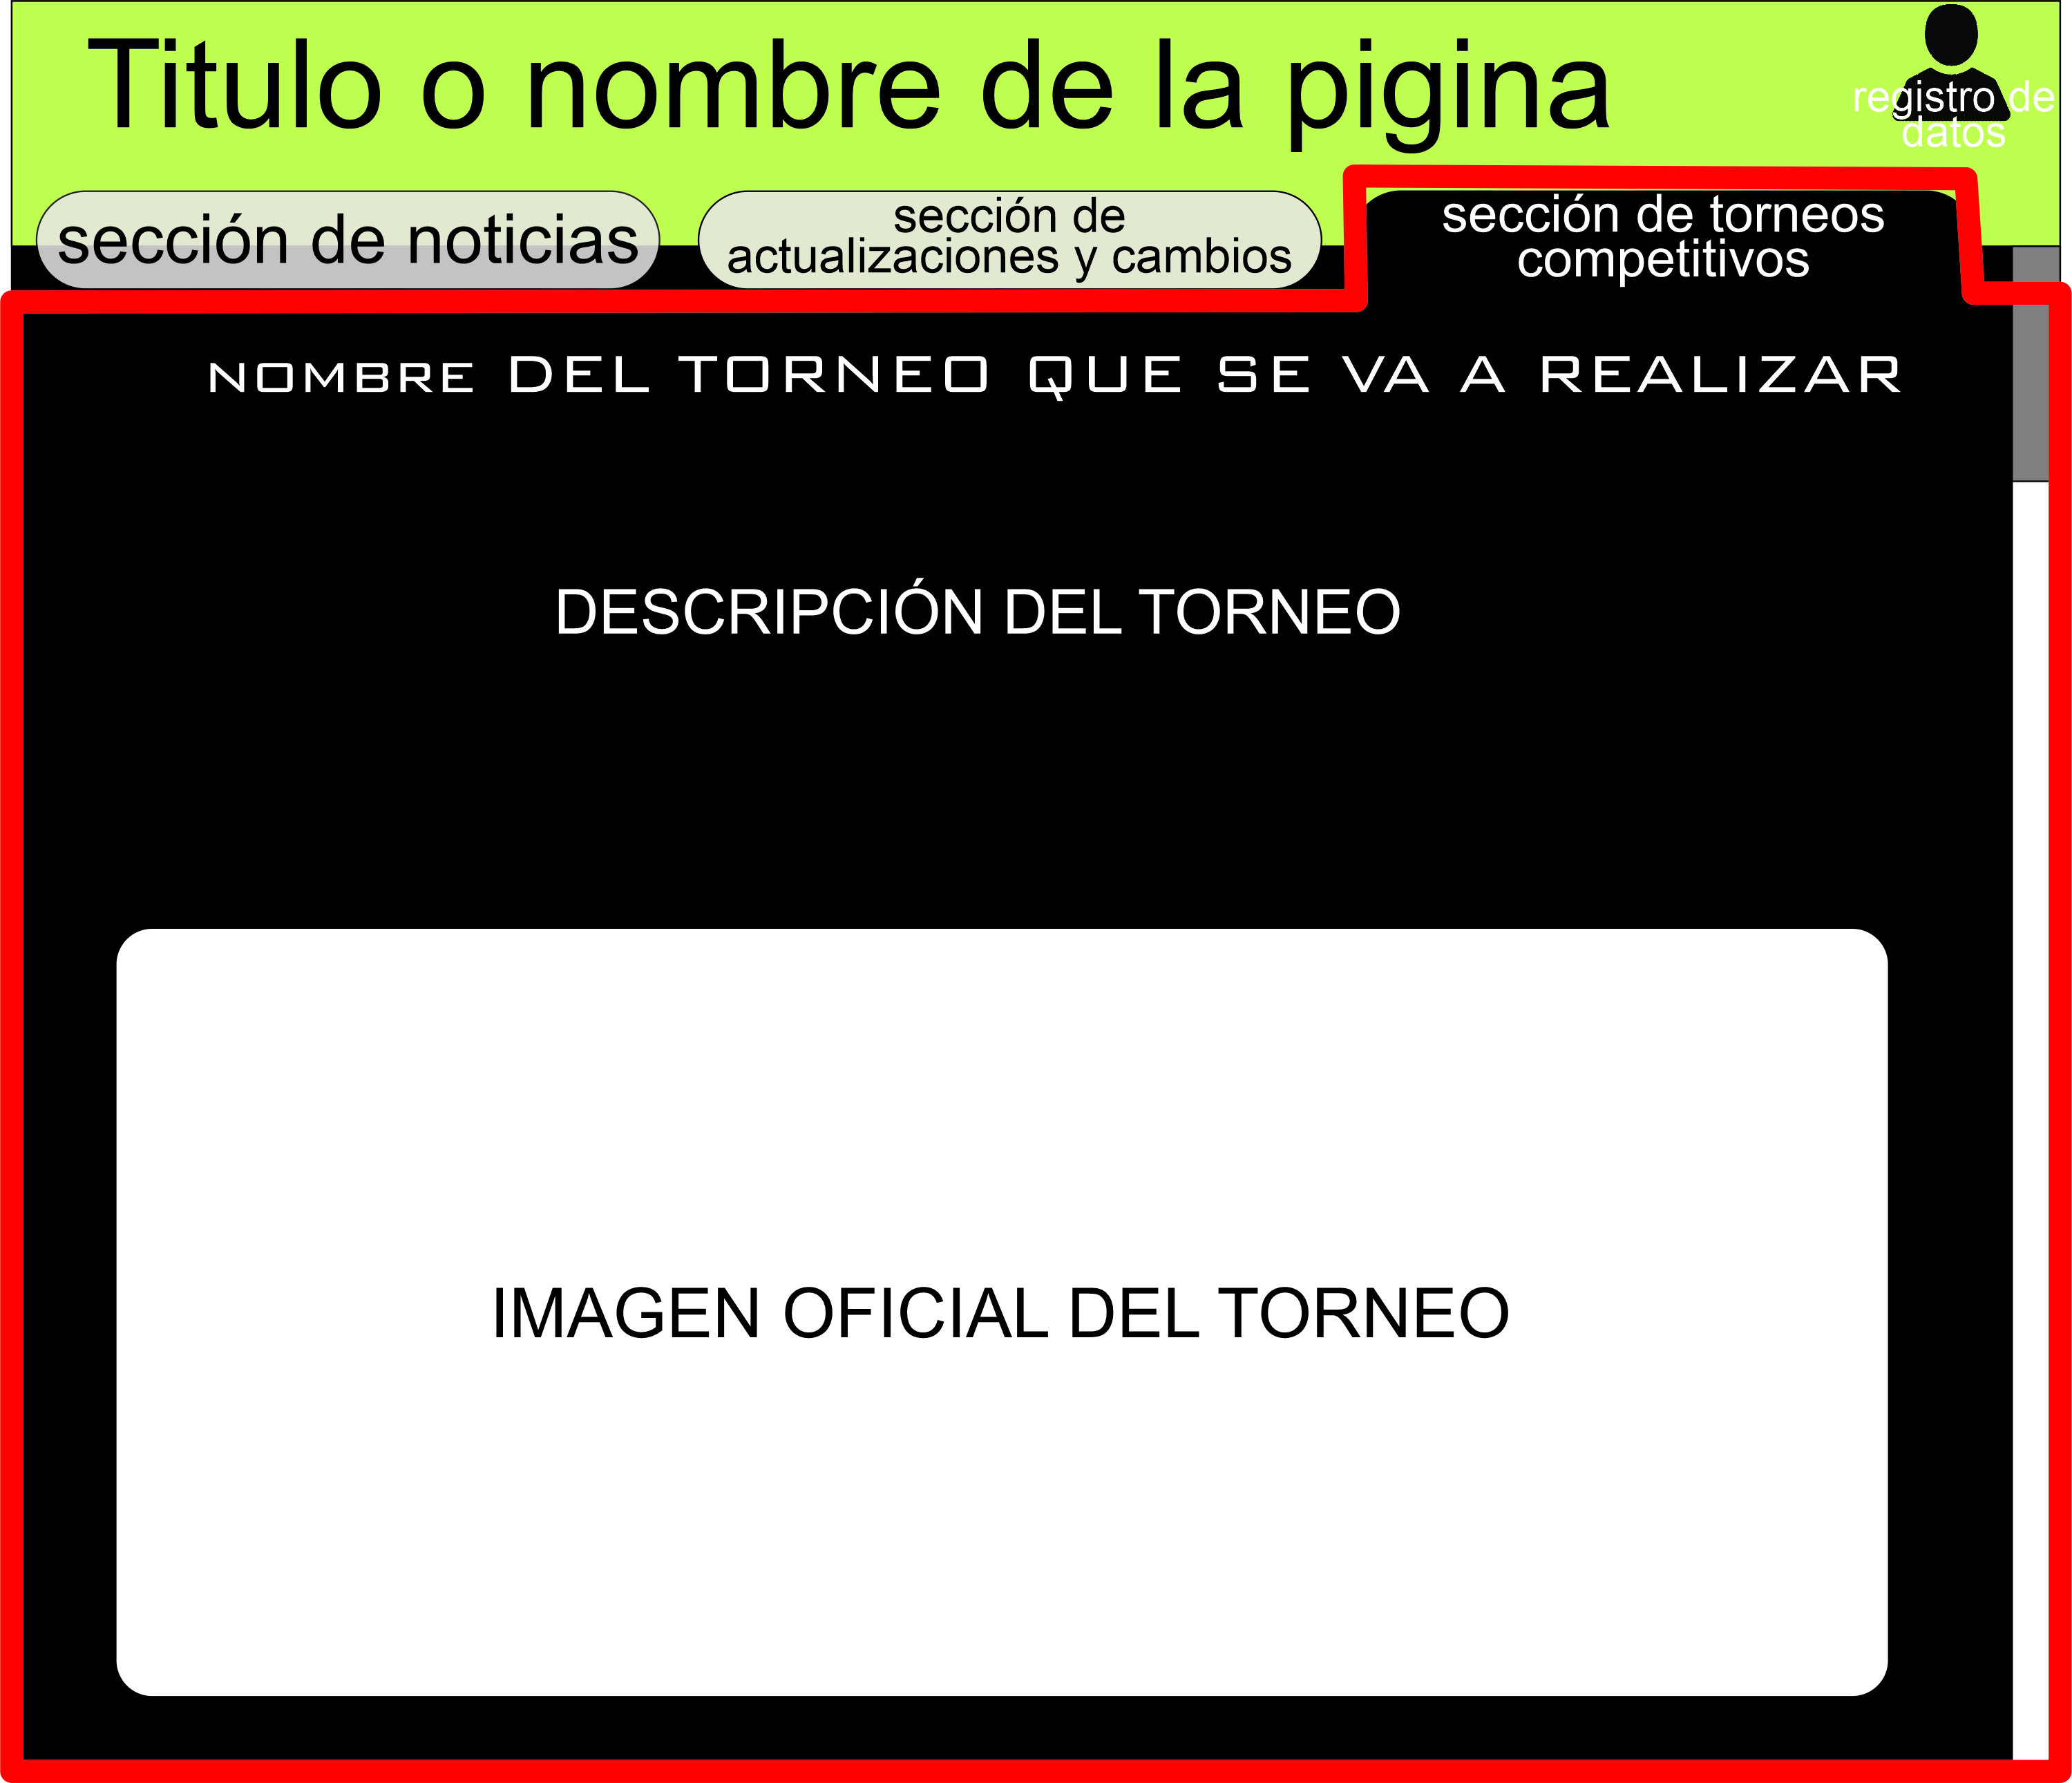 Titulo o nombre de la pigina
registro de
datos
sección de noticias
sección de
actualizaciones y cambios
sección de torneos
competitivos
NOMBRE DEL TORNEO QUE SE VA A REALIZAR
DESCRIPCIÓN DEL TORNEO
IMAGEN OFICIAL DEL TORNEO